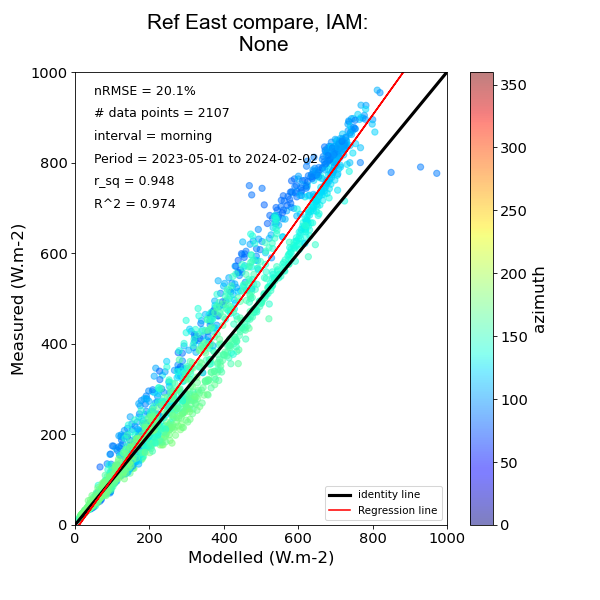 Ref East compare, IAM:
None
nRMSE = 20.1%
# data points = 2107
interval = morning
Period = 2023-05-01 to 2024-02-02
r_sq = 0.948
R^2 = 0.974
1000
800
600
400
200
0
Measured (W.m-2)
0 200 400 600 800 1000
Modelled (W.m-2)
identity line
Regression line
350
300
250
200
150
100
50
0
azimuth